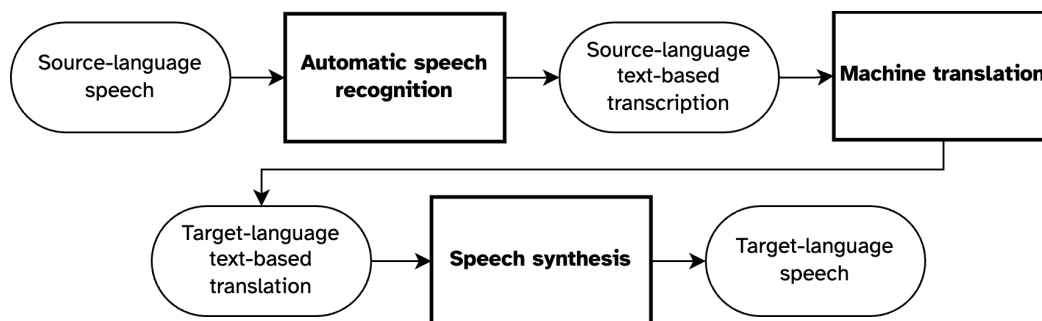 Source-language
speech
Automatic speech
recognition
Source-language
text-based
transcription
Machine translation
Target-language
text-based
translation
Speech synthesis
Target-language
speech